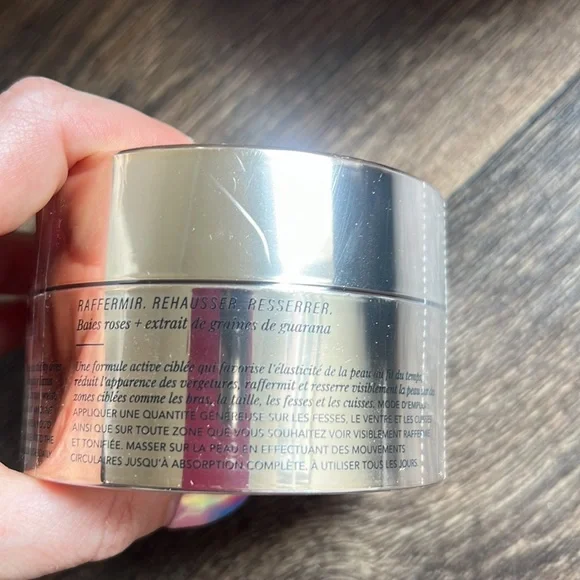 RAFFERMIR. REHAUSSER. RESSERRER.
Baies roses + extrait de graines de guarana
Une formule active ciblée qui favorise l'élasticité de la peau au fil du temps,
réduit l'apparence des vergetures, raffermit et resserre visiblement la peau
zones ciblées comme les bras, la taille, les fesses et les cuisses. MODE D'EMPLOI
APPLIQUER UNE QUANTITÉ GÉNÉREUSE SUR LES FESSES, LE VENTRE ET LES CUISSES
AINSI QUE SUR TOUTE ZONE QUE VOUS SOUHAITEZ VOIR VISIBLEMENT RAFFERMIE
ET TONIFIÉE. MASSER SUR LA PEAU EN EFFECTUANT DES MOUVEMENTS
CIRCULAIRES JUSQU'À ABSORPTION COMPLÈTE. À UTILISER TOUS LES JOURS.